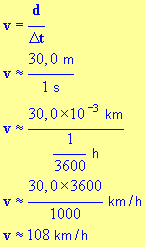 v = d / Δt
v ≈ 30,0 m / 1 s
v ≈ 30,0×10⁻³ km / (1 / 3600) h
v ≈ 30,0×3600 / 1000 km/h
v ≈ 108 km/h